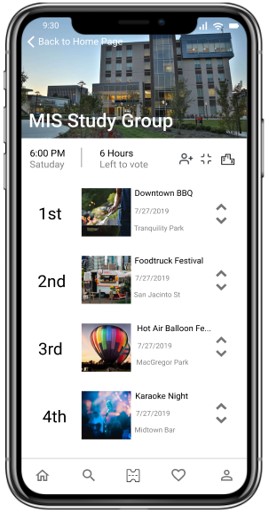 9:30
Back to Home Page
MIS Study Group
6:00 PM
Satuday
6 Hours
Left to vote
1st
Downtown BBQ
7/27/2019
Tranquility Park
2nd
Foodtruck Festival
7/27/2019
San Jacinto St
3rd
Hot Air Balloon Fe...
7/27/2019
MacGregor Park
4th
Karaoke Night
7/27/2019
Midtown Bar